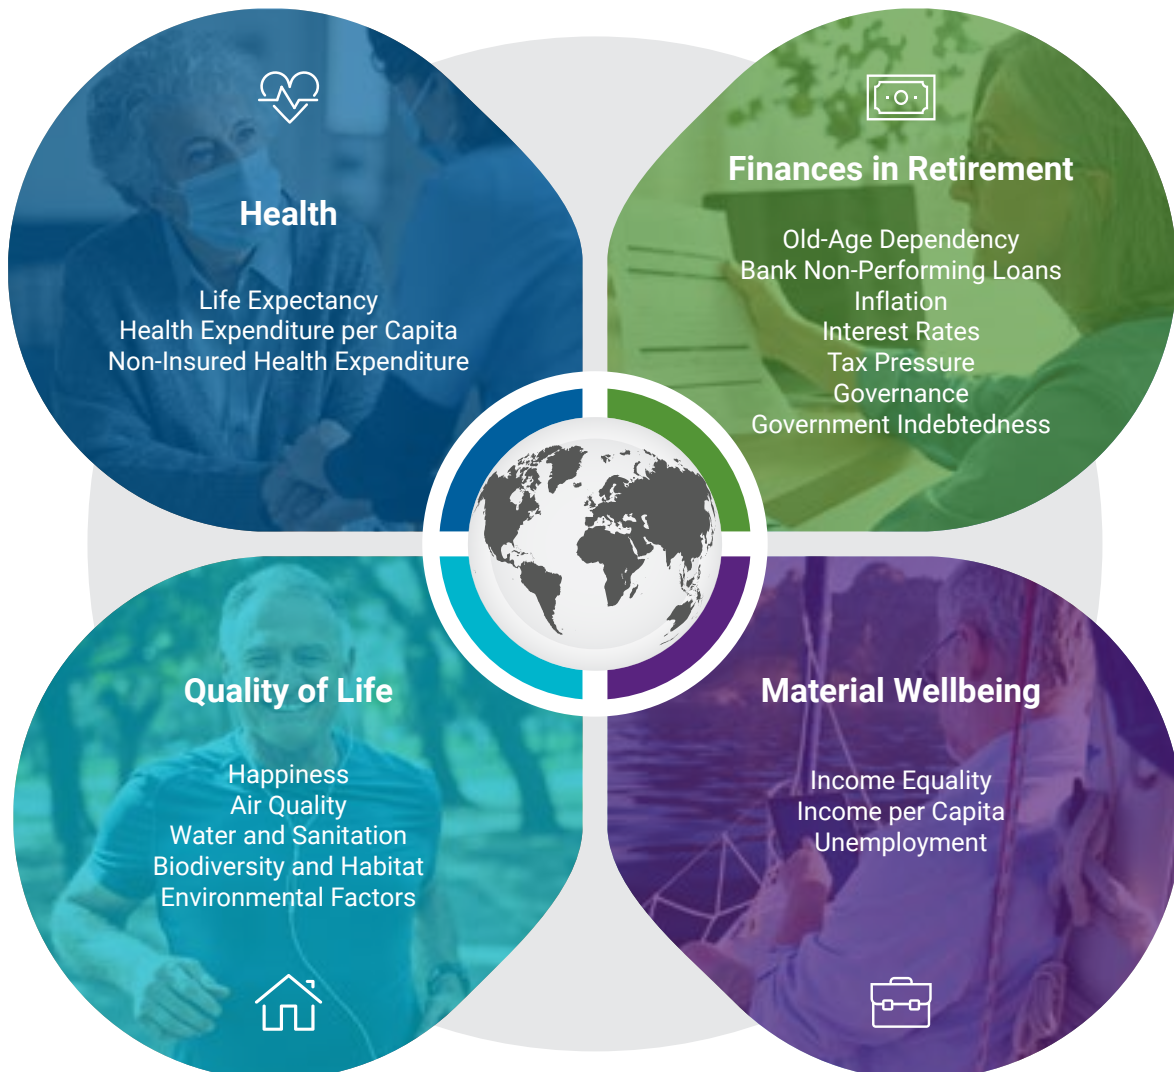 Health
Life Expectancy
Health Expenditure per Capita
Non-Insured Health Expenditure
Finances in Retirement
Old-Age Dependency
Bank Non-Performing Loans
Inflation
Interest Rates
Tax Pressure
Governance
Government Indebtedness
Quality of Life
Happiness
Air Quality
Water and Sanitation
Biodiversity and Habitat
Environmental Factors
Material Wellbeing
Income Equality
Income per Capita
Unemployment